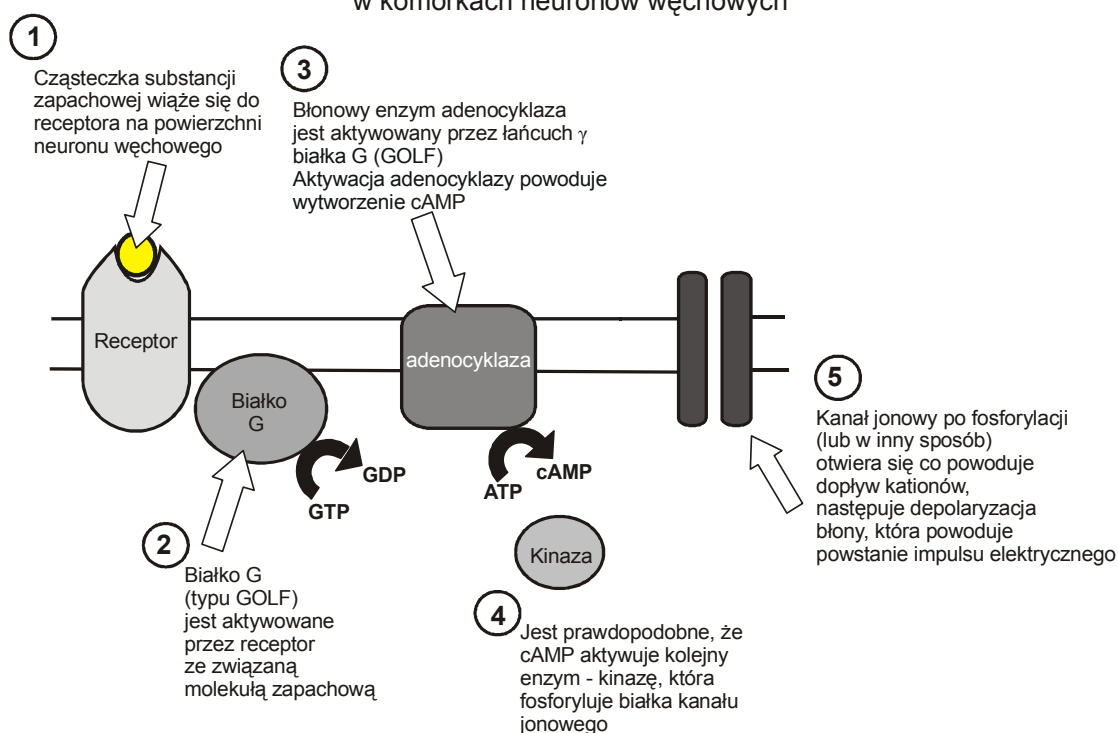 w komórkach neuronów węchowych
1
Cząsteczka substancji
zapachowej wiąże się do
receptora na powierzchni
neuronu węchowego
3
Błonowy enzym adenocyklaza
jest aktywowany przez łańcuch γ
białka G (GOLF)
Aktywacja adenocyklazy powoduje
wytworzenie cAMP
Receptor
Białko
G
GTP
GDP
adenocyklaza
ATP
cAMP
Kinaza
5
Kanał jonowy po fosforylacji
(lub w inny sposób)
otwiera się co powoduje
dopływ kationów,
następuje depolaryzacja
błony, która powoduje
powstanie impulsu elektrycznego
2
Białko G
(typu GOLF)
jest aktywowane
przez receptor
ze związaną
molekułą zapachową
4
Jest prawdopodobne, że
cAMP aktywuje kolejny
enzym - kinazę, która
fosforyluje białka kanału
jonowego